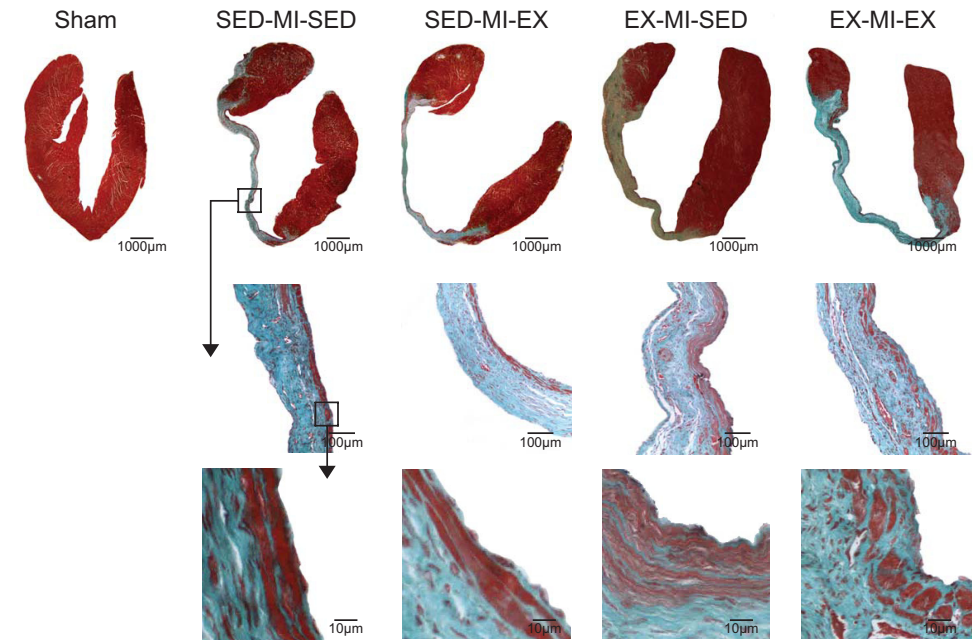 Sham SED-MI-SED SED-MI-EX EX-MI-SED EX-MI-EX
1000µm 1000µm 1000µm 1000µm 1000µm
100µm 100µm 100µm 100µm
10µm 10µm 10µm 10µm